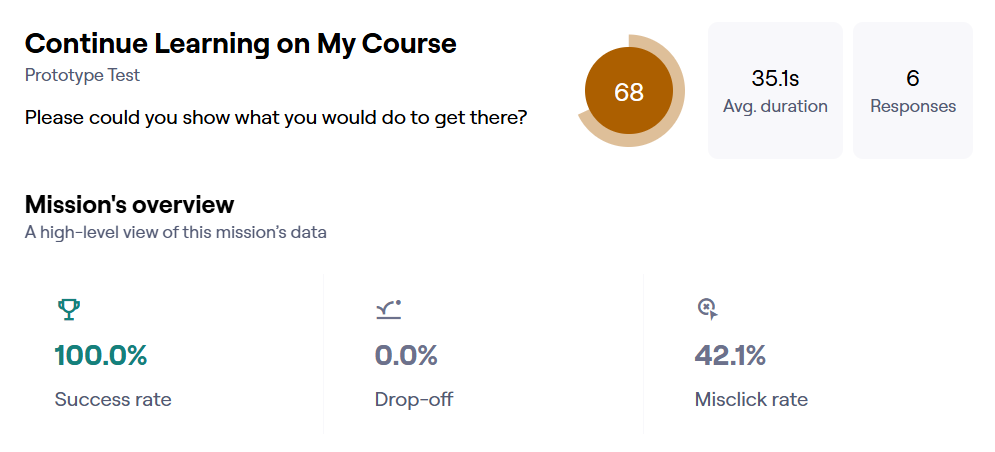 Continue Learning on My Course
Prototype Test
Please could you show what you would do to get there?
68
35.1s
Avg. duration
6
Responses
Mission's overview
A high-level view of this mission's data
100.0%
Success rate
0.0%
Drop-off
42.1%
Misclick rate